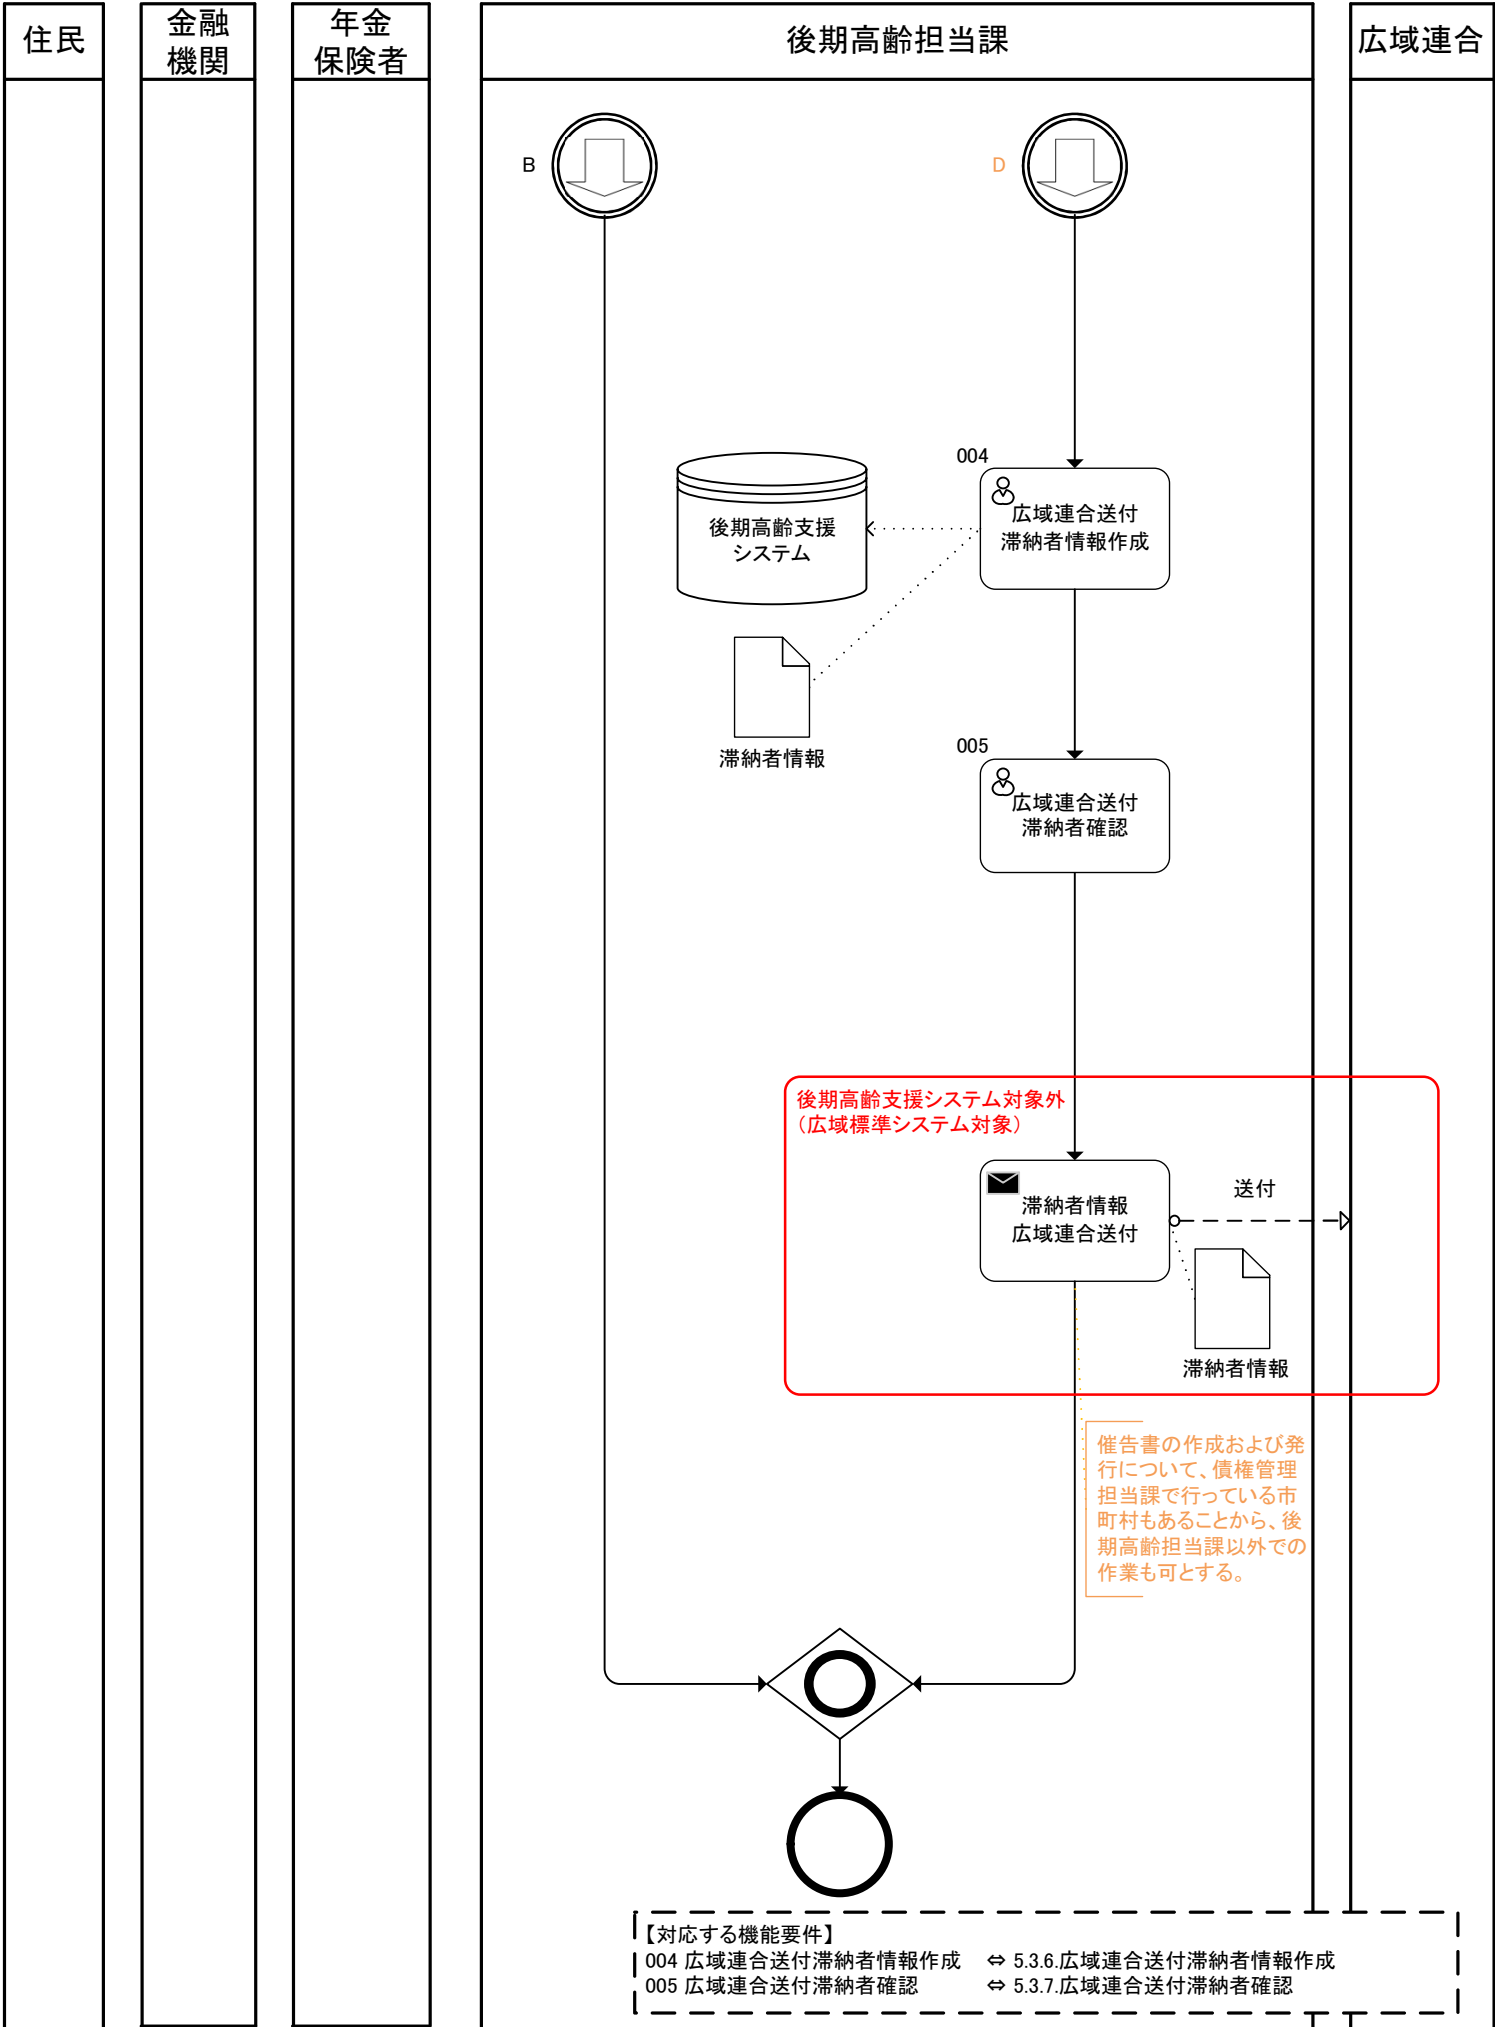 住民
金融
機関
年金
保険者
後期高齢担当課
広域連合
B
D
004
広域連合送付
滞納者情報作成
後期高齢支援
システム
滞納者情報
005
広域連合送付
滞納者確認
後期高齢支援システム対象外
（広域標準システム対象）
滞納者情報
広域連合送付
送付
滞納者情報
催告書の作成および発
行について、債権管理
担当課で行っている市
町村もあることから、後
期高齢担当課以外での
作業も可とする。
【対応する機能要件】
004 広域連合送付滞納者情報作成 ⇔ 5.3.6.広域連合送付滞納者情報作成
005 広域連合送付滞納者確認 ⇔ 5.3.7.広域連合送付滞納者確認